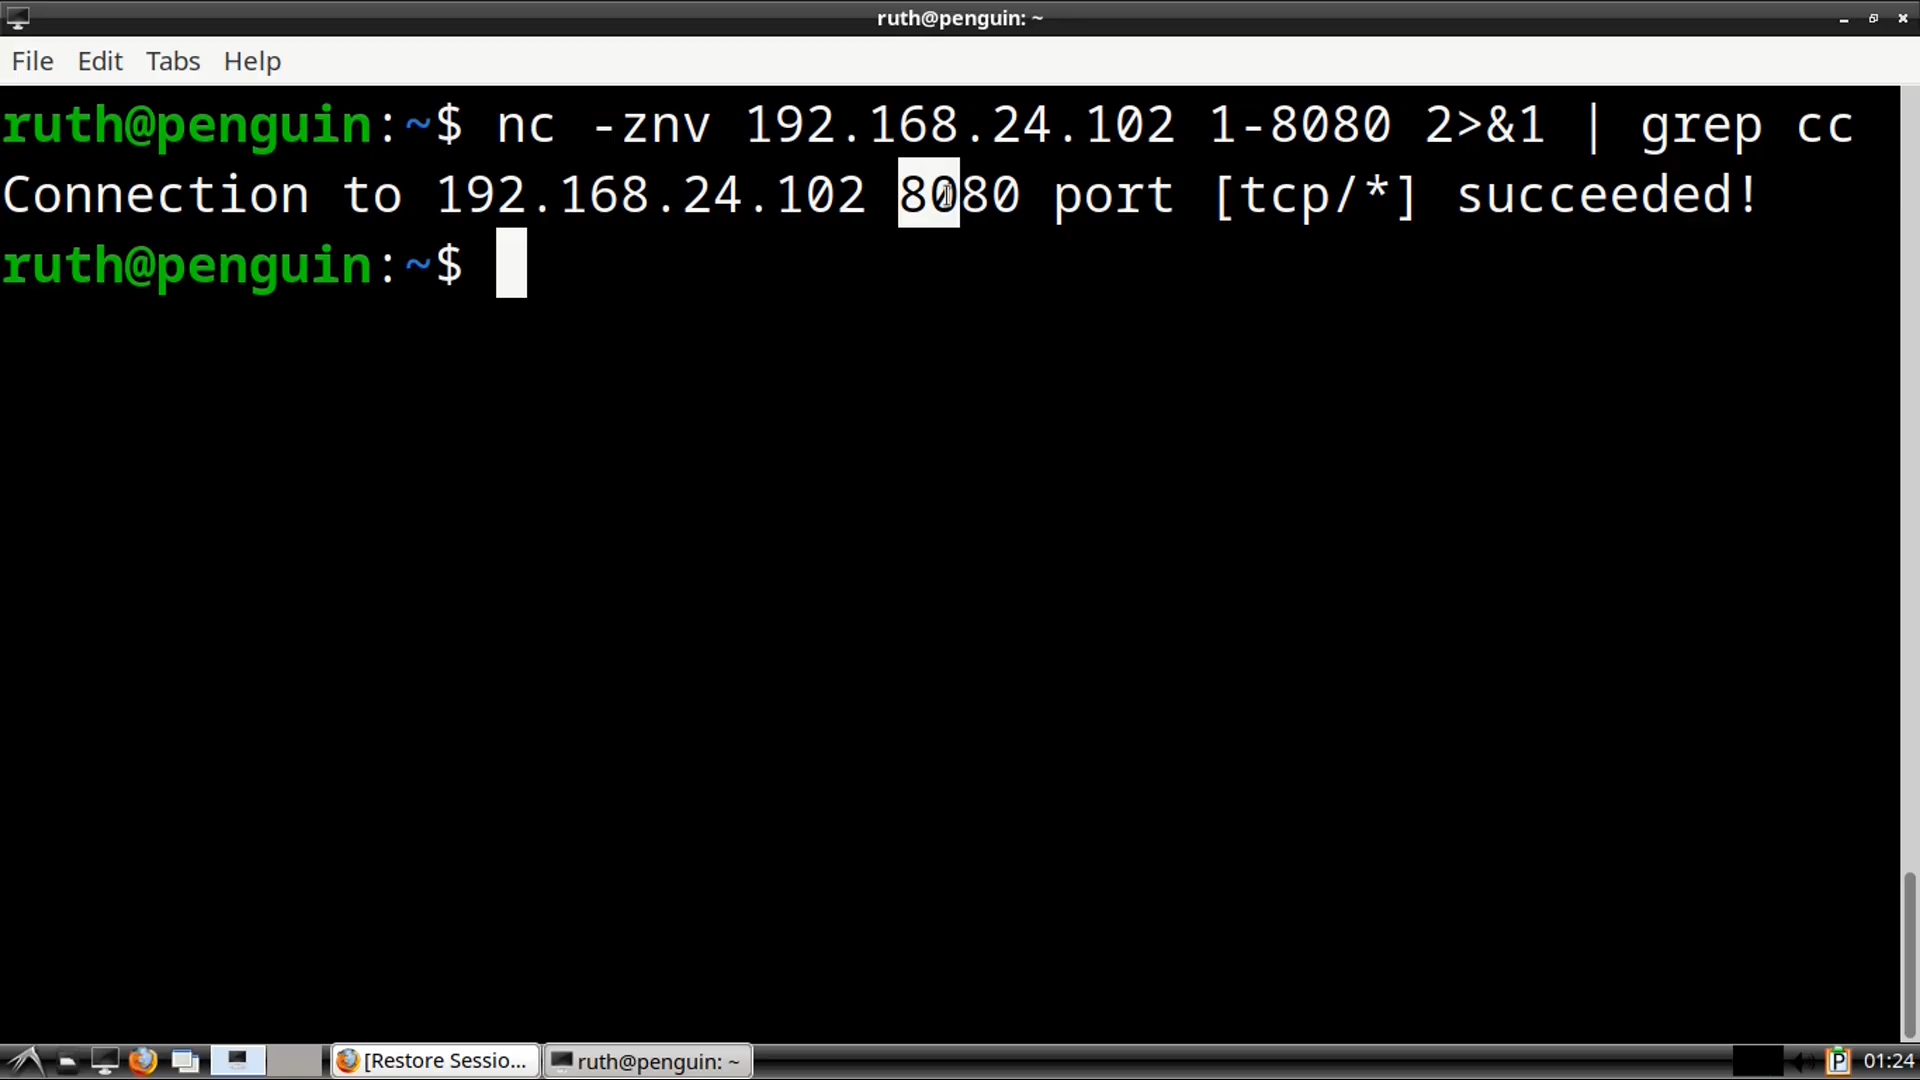 ruth@penguin: ~
File Edit Tabs Help
ruth@penguin:~$ nc -znv 192.168.24.102 1-8080 2>&1 | grep cc
Connection to 192.168.24.102 8080 port [tcp/*] succeeded!
ruth@penguin:~$
[Restore Sessio... ruth@penguin: ~ P 01:24